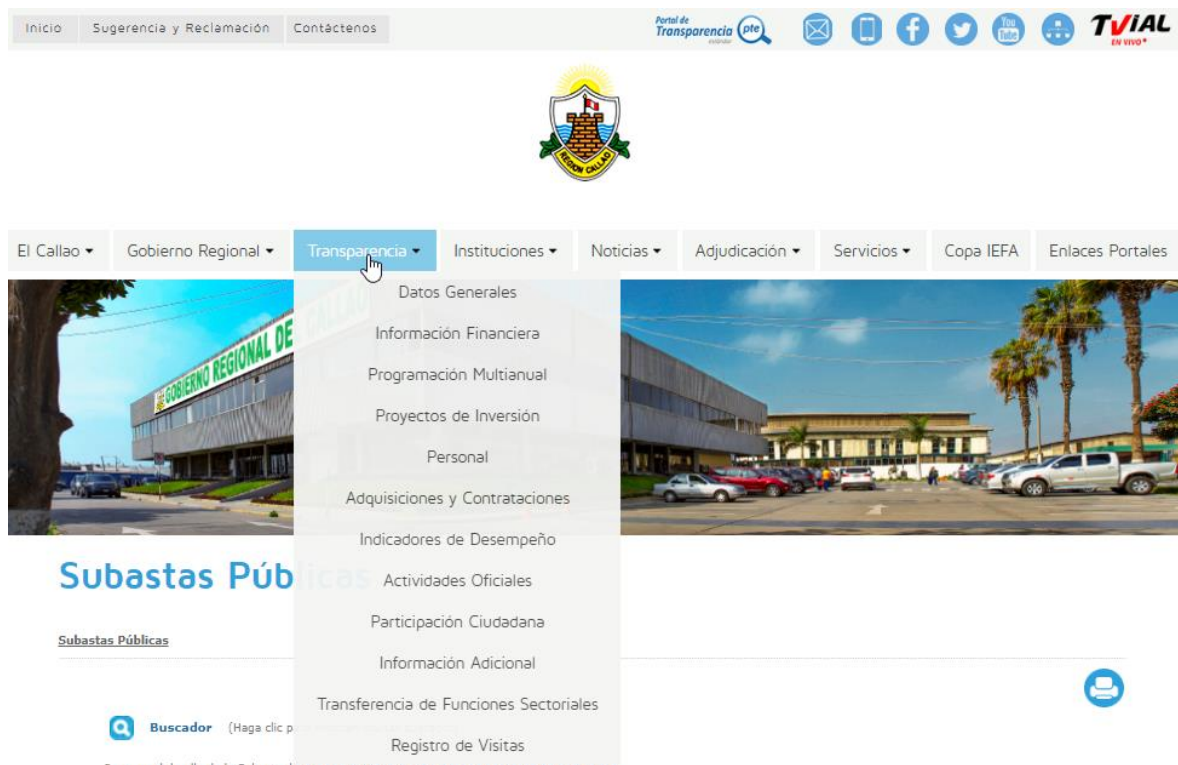 Inicio Sugerencia y Reclamación Contáctenos
Portal de
Transparencia pte
estándar
You
Tube
TViAL
EN VIVO
REGION CALLAO
El Callao Gobierno Regional Transparencia Instituciones Noticias Adjudicación Servicios Copa IEFA Enlaces Portales
GOBIERNO REGIONAL DE CALLAO
Datos Generales
Información Financiera
Programación Multianual
Proyectos de Inversión
Personal
Adquisiciones y Contrataciones
Indicadores de Desempeño
Actividades Oficiales
Participación Ciudadana
Información Adicional
Transferencia de Funciones Sectoriales
Registro de Visitas
Subastas Públicas
Subastas Públicas
Buscador (Haga clic p